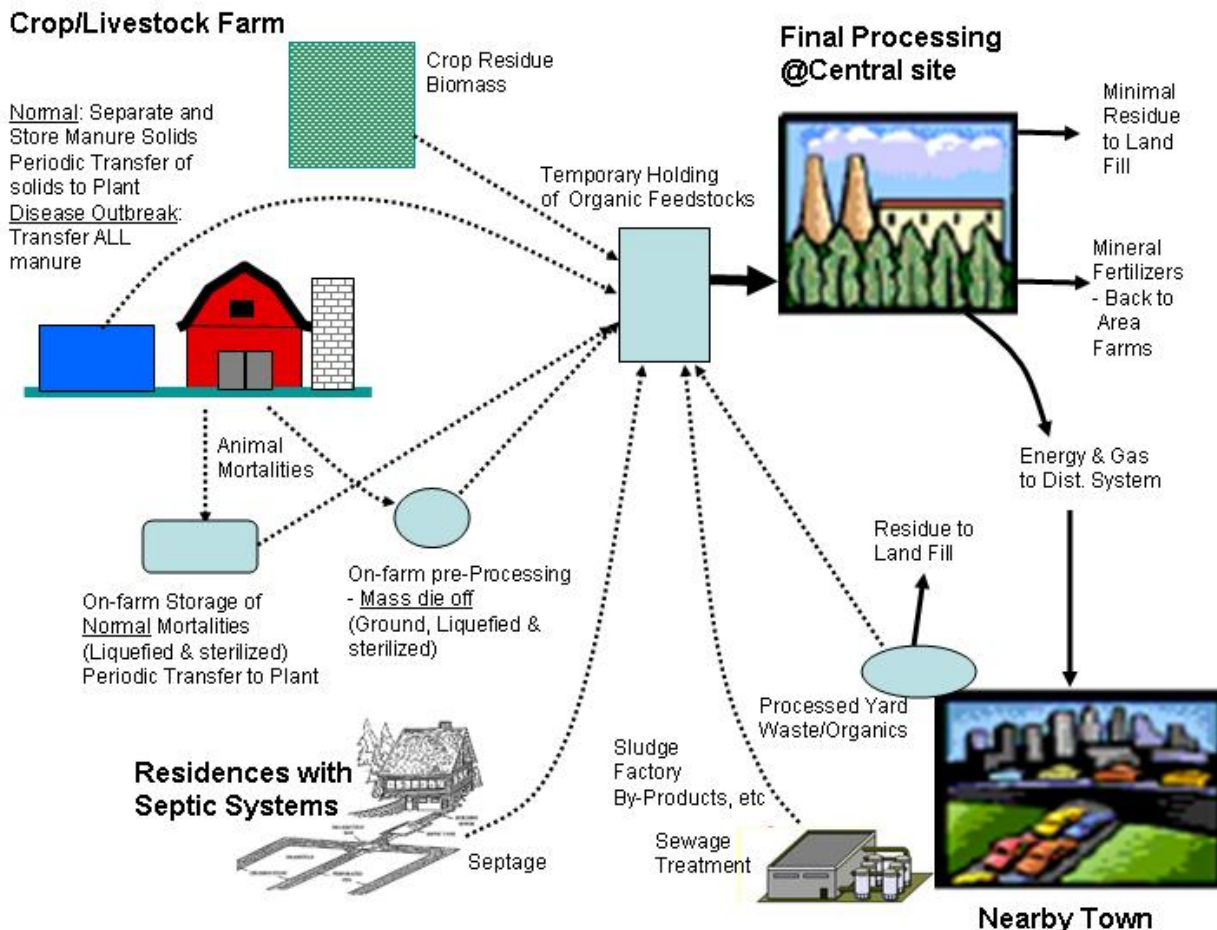 Crop/Livestock Farm
Normal: Separate and
Store Manure Solids
Periodic Transfer of
solids to Plant
Disease Outbreak:
Transfer ALL
manure
Crop Residue
Biomass
Temporary Holding
of Organic Feedstocks
Final Processing
@Central site
Minimal
Residue
to Land
Fill
Mineral
Fertilizers
- Back to
Area
Farms
Energy & Gas
to Dist. System
Animal
Mortalities
On-farm Storage of
Normal Mortalities
(Liquefied & sterilized)
Periodic Transfer to Plant
On-farm pre-Processing
- Mass die off
(Ground, Liquefied &
sterilized)
Residue to
Land Fill
Processed Yard
Waste/Organics
Residences with
Septic Systems
Septage
Sludge
Factory
By-Products, etc
Sewage
Treatment
Nearby Town